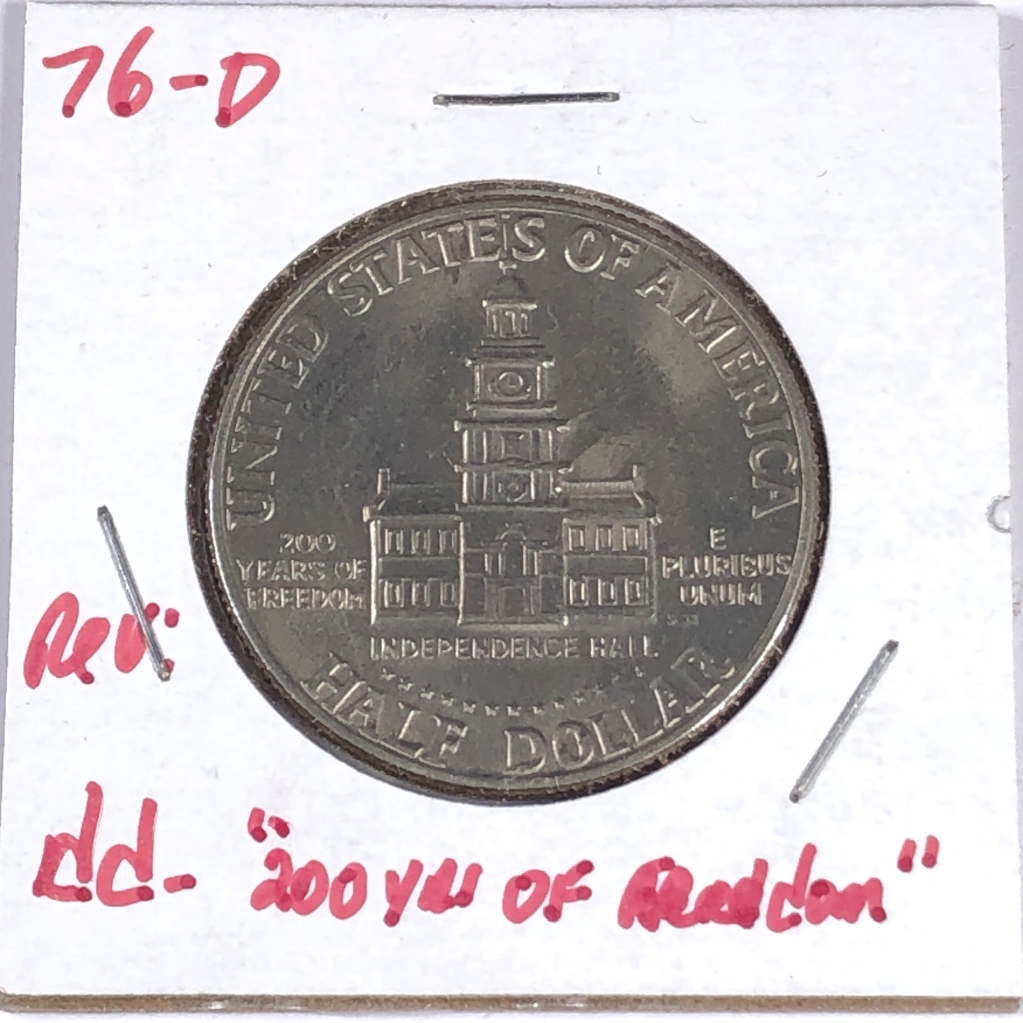 76-D
UNITED STATES OF AMERICA
200
YEARS OF
FREEDOM
E
PLURIBUS
UNUM
INDEPENDENCE HALL
HALF DOLLAR
Rev:
dd- "200 yrs OF Freedom"